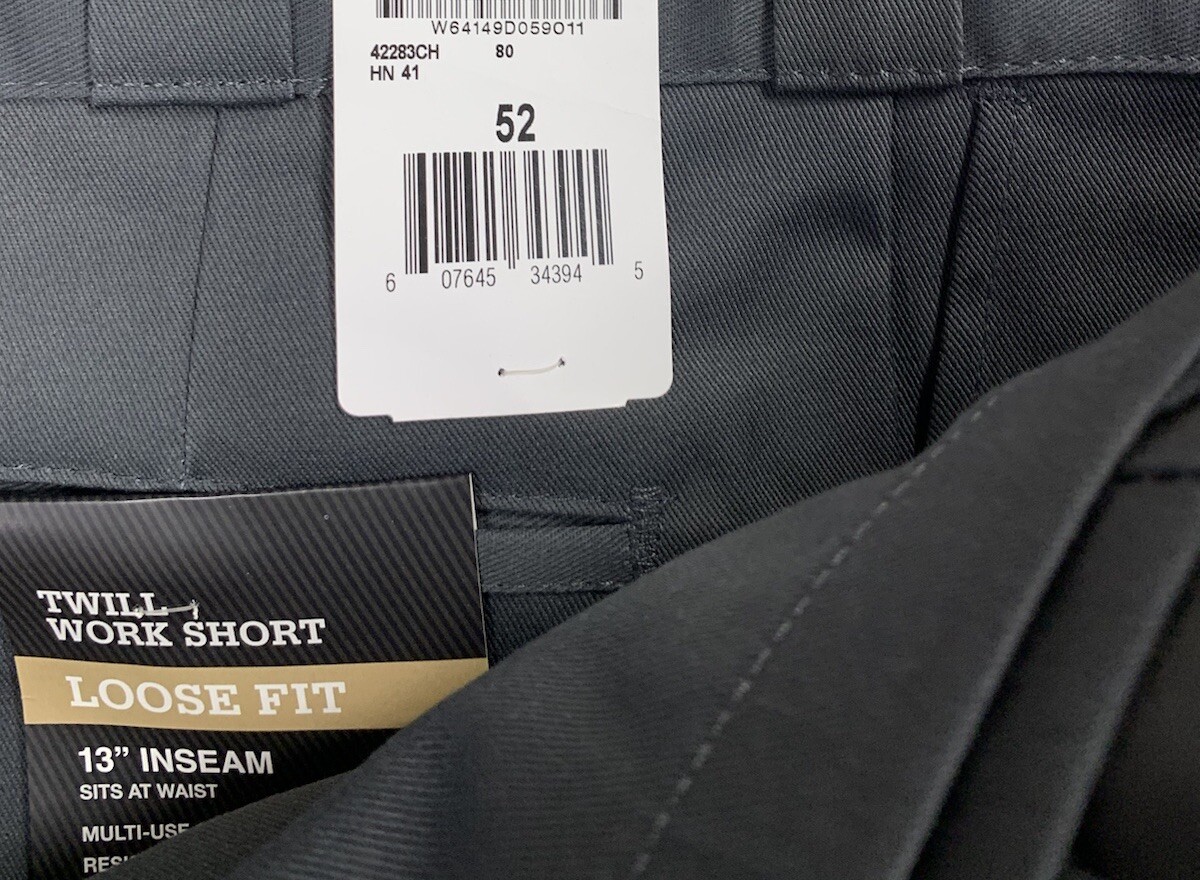 W64149D059011
42283CH 80
HN 41
52
6 07645 34394 5
TWILL
WORK SHORT
LOOSE FIT
13” INSEAM
SITS AT WAIST
MULTI-USE